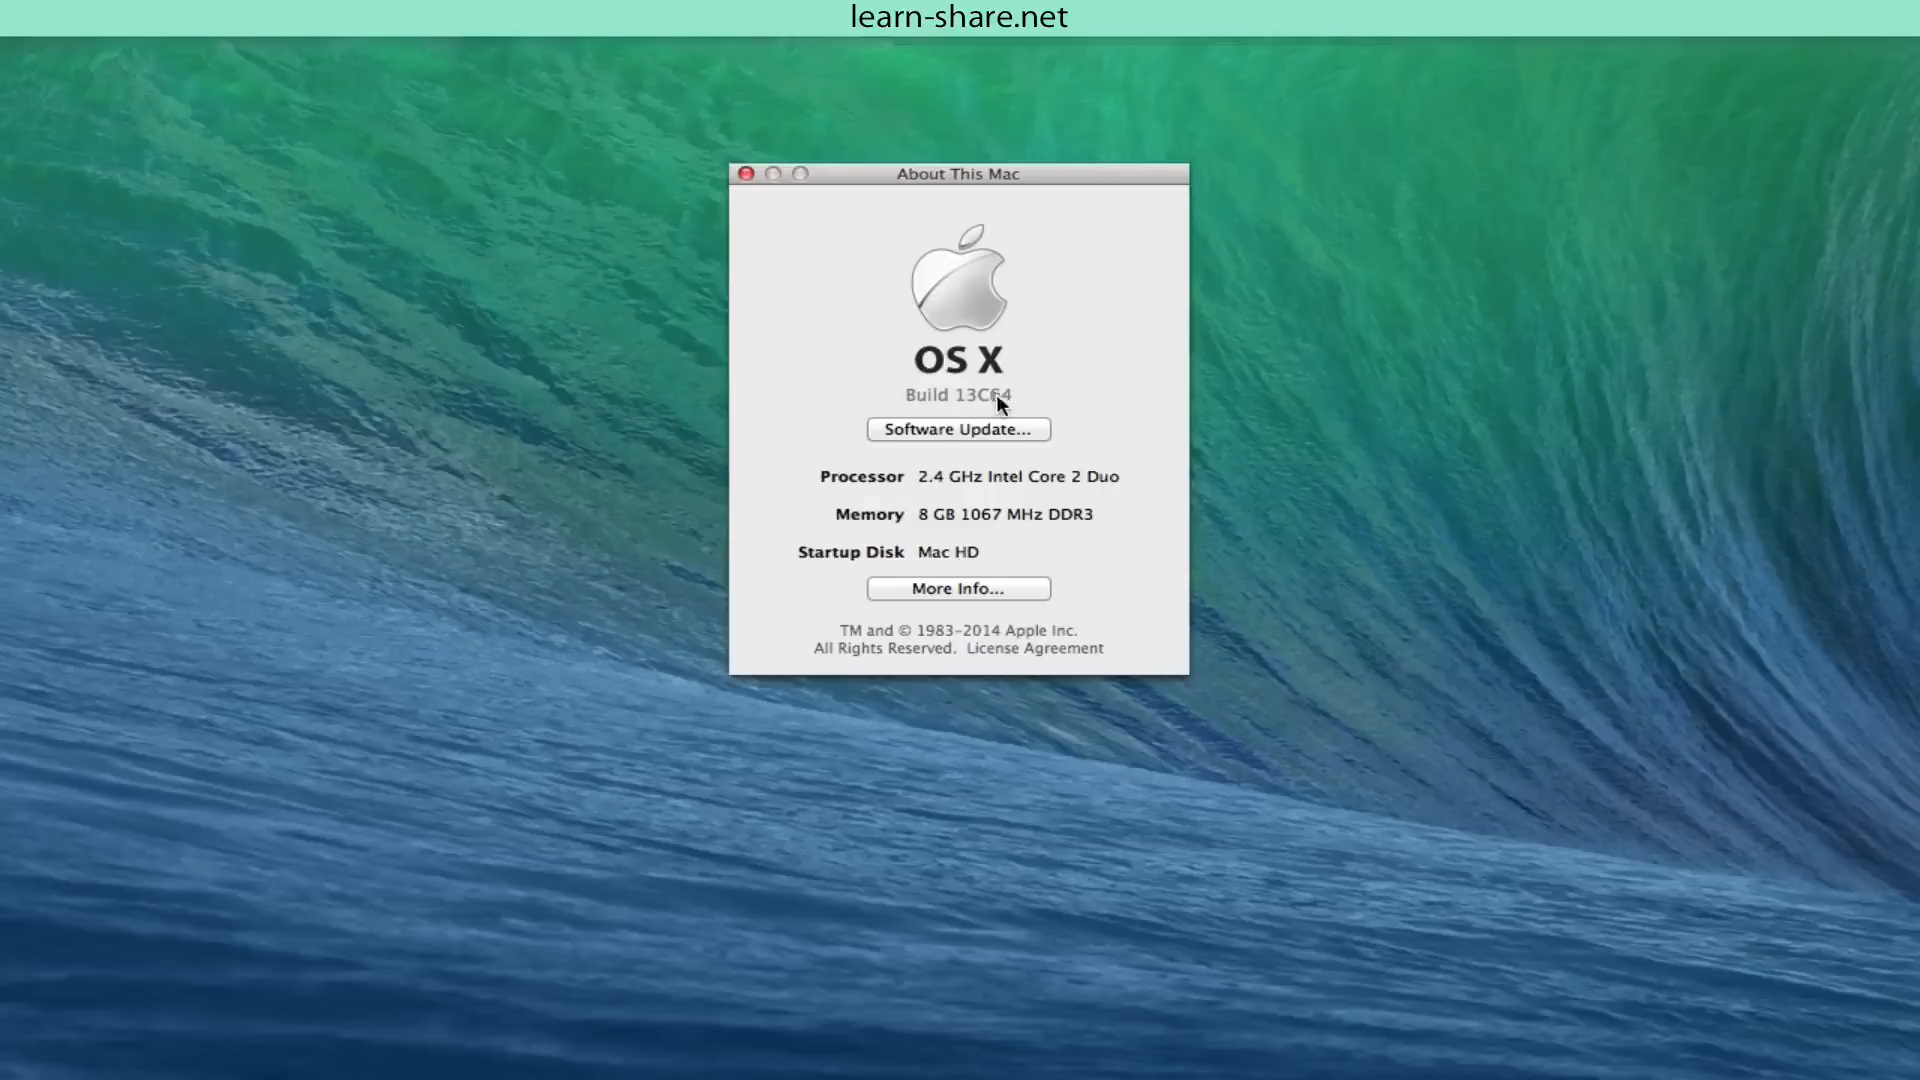 learn-share.net
About This Mac
OS X
Build 13C64
Software Update...
Processor 2.4 GHz Intel Core 2 Duo
Memory 8 GB 1067 MHz DDR3
Startup Disk Mac HD
More Info...
TM and © 1983-2014 Apple Inc.
All Rights Reserved. License Agreement